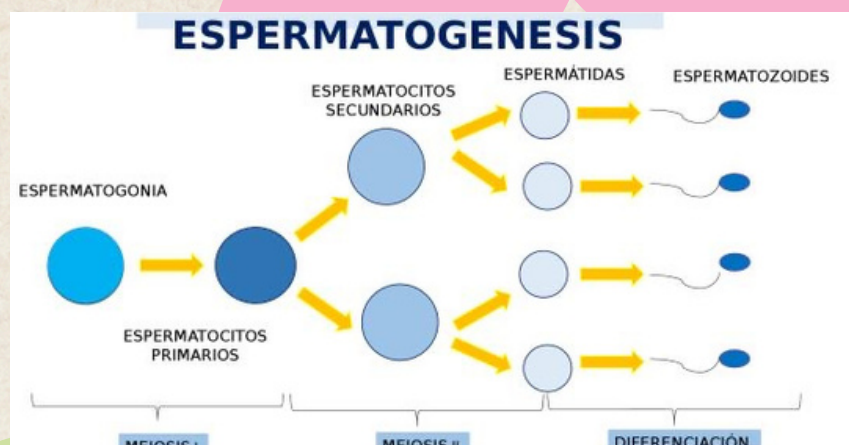 ESPERMATOGENESIS
ESPERMÁTIDAS
ESPERMATOZOIDES
ESPERMATOCITOS
SECUNDARIOS
ESPERMATOGONIA
ESPERMATOCITOS
PRIMARIOS
MEIOSIS I
MEIOSIS II
DIFERENCIACIÓN